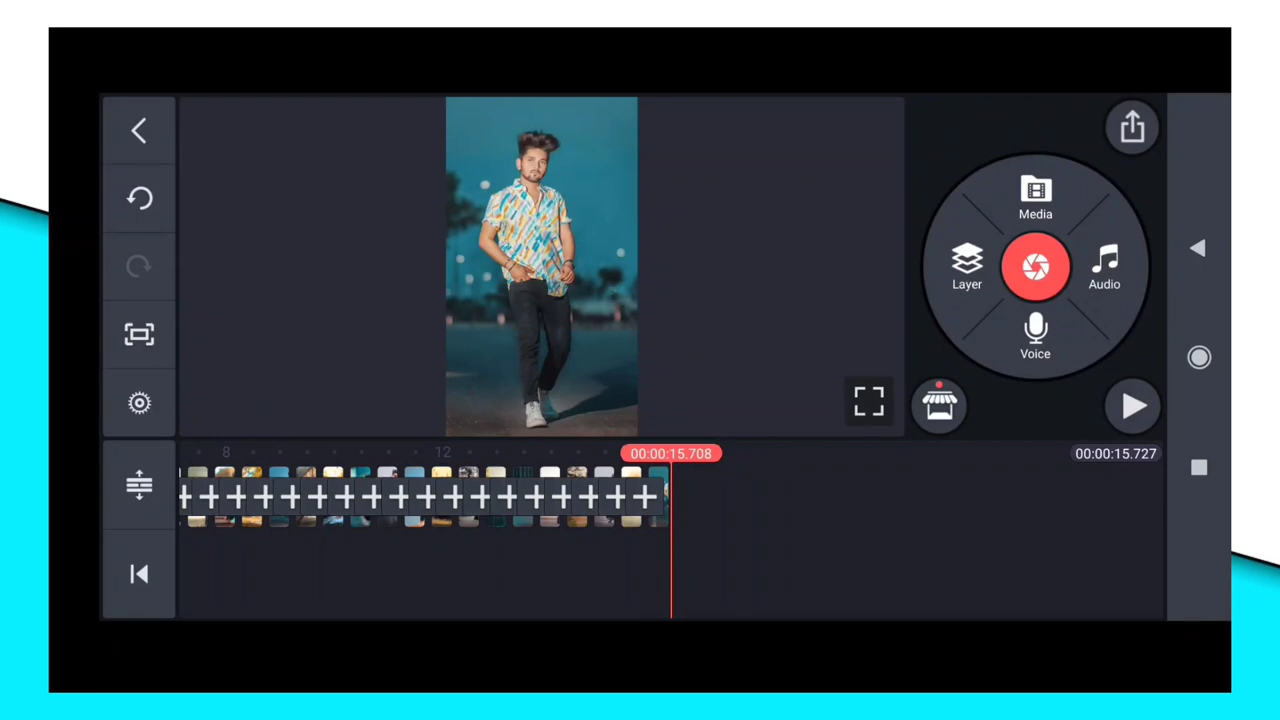 Media
Layer
Audio
Voice
8
12
00:00:15.708
00:00:15.727